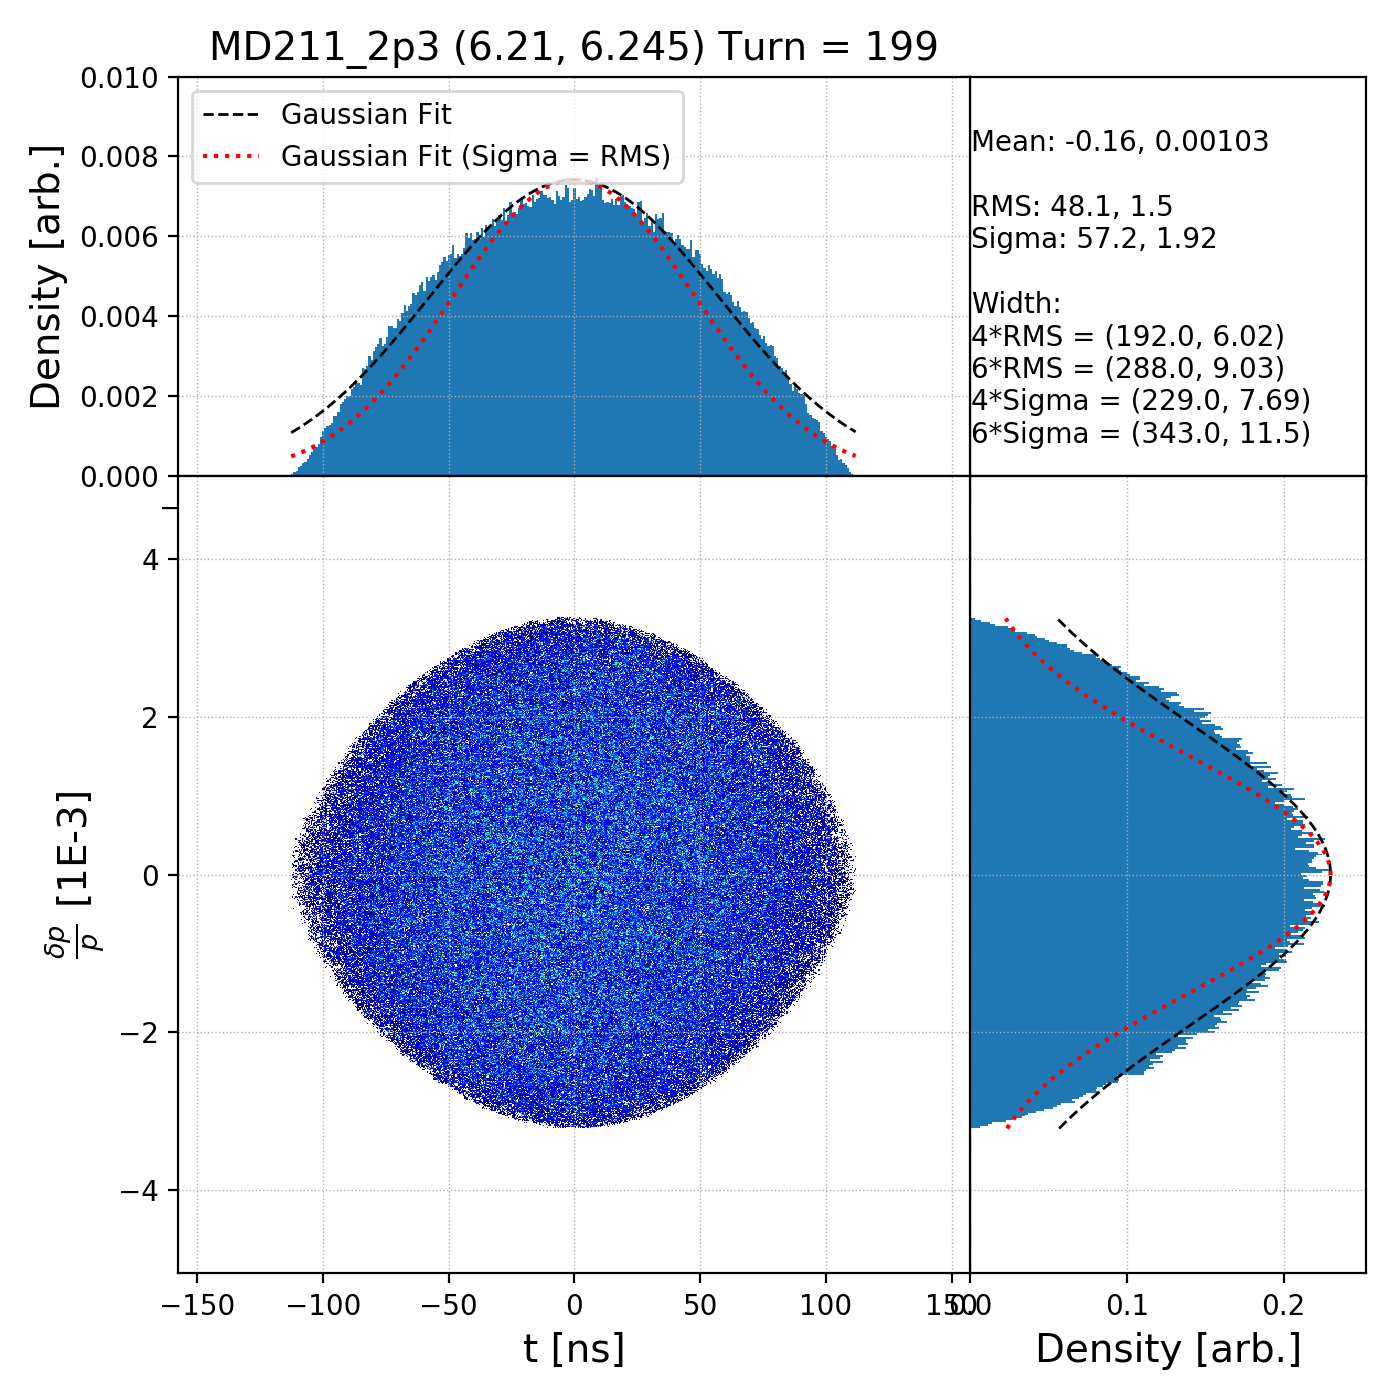 MD211_2p3 (6.21, 6.245) Turn = 199
Density [arb.]
0.010
0.008
0.006
0.004
0.002
0.000
Gaussian Fit
Gaussian Fit (Sigma = RMS)
Mean: -0.16, 0.00103
RMS: 48.1, 1.5
Sigma: 57.2, 1.92
Width:
4*RMS = (192.0, 6.02)
6*RMS = (288.0, 9.03)
4*Sigma = (229.0, 7.69)
6*Sigma = (343.0, 11.5)
δp/p [1E-3]
4
2
0
−2
−4
−150 −100 −50 0 50 100 150
t [ns]
0.0 0.1 0.2
Density [arb.]